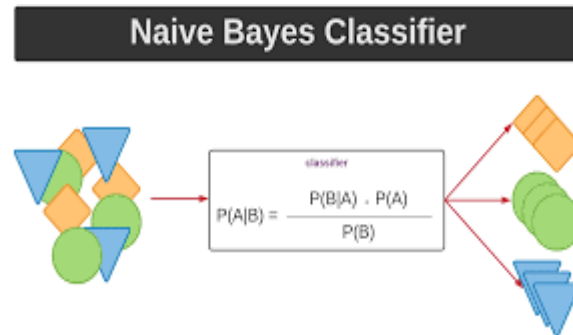 Naive Bayes Classifier
classifier
P(A|B) = P(B|A) . P(A)
P(B)